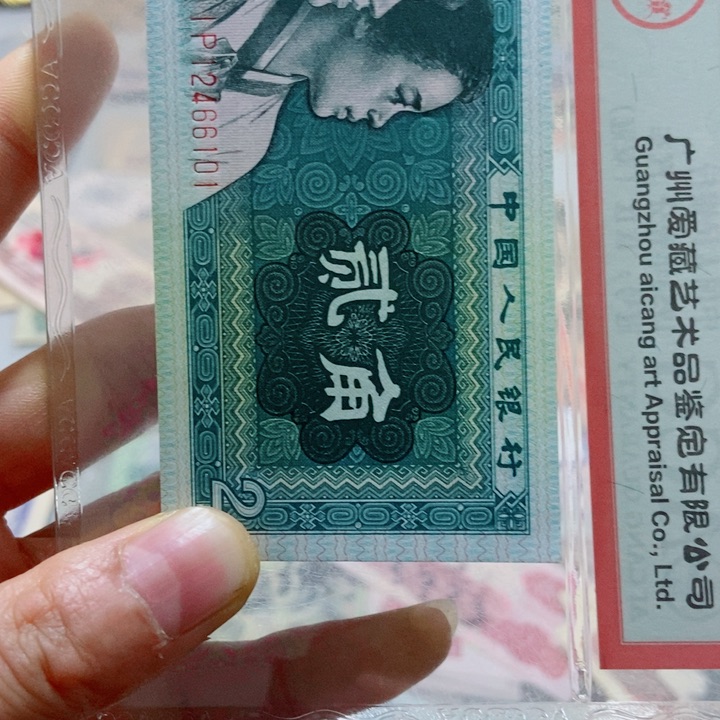 中国人民银行
IP12466101
贰角
2
广州爱藏艺术品鉴定有限公司
Guangzhou aicang art Appraisal Co., Ltd.